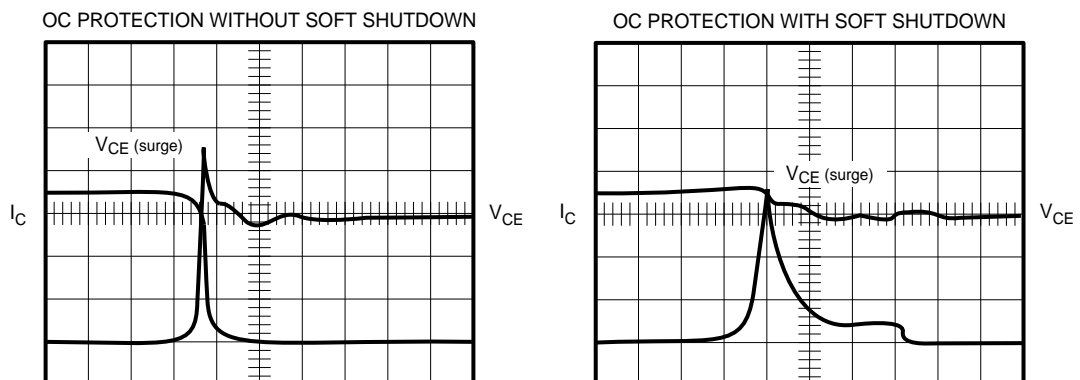 OC PROTECTION WITHOUT SOFT SHUTDOWN
VCE (surge)
IC
VCE
OC PROTECTION WITH SOFT SHUTDOWN
VCE (surge)
IC
VCE